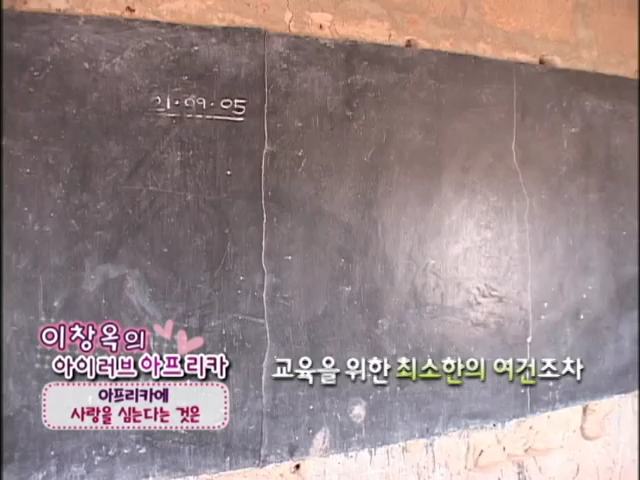 21·09·05
이창옥의
아이러브 아프리카
아프리카에
사랑을 심는다는 것은
교육을 위한 최소한의 여건조차